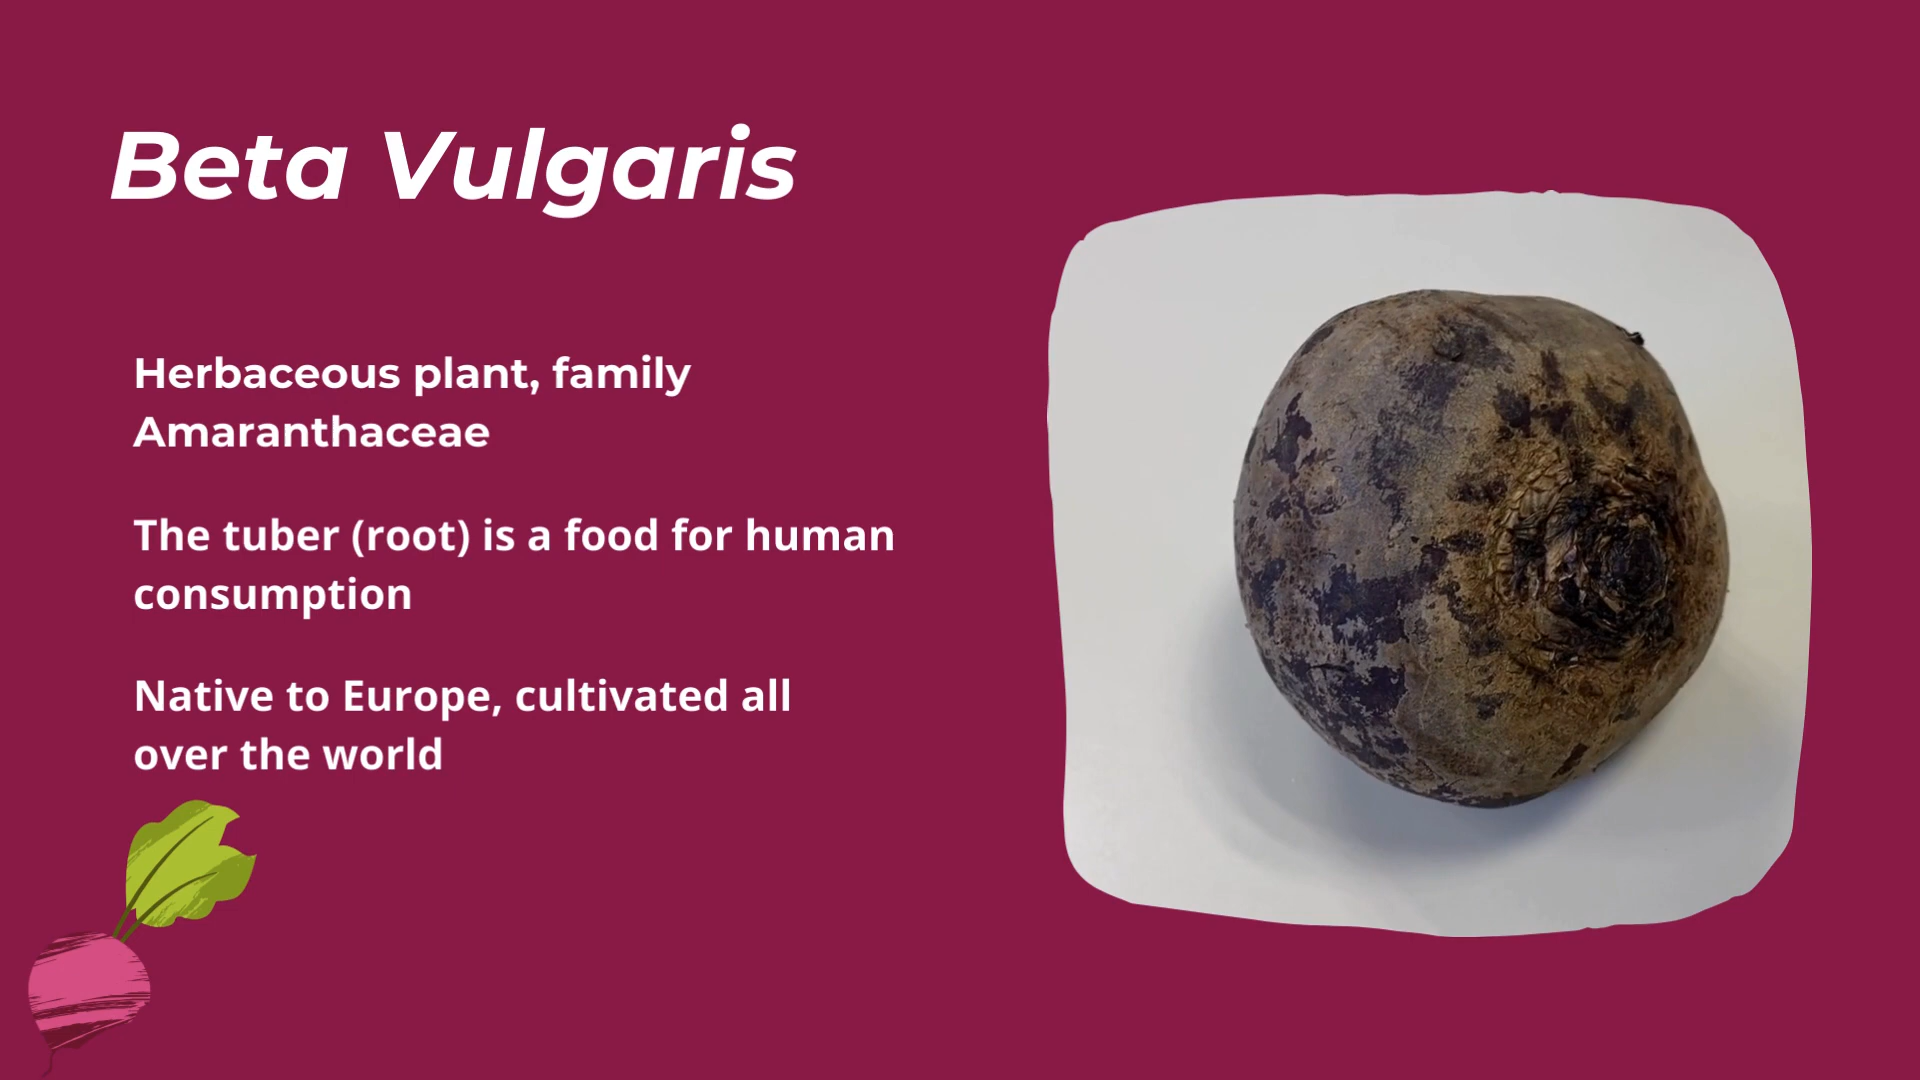 Beta Vulgaris
Herbaceous plant, family
Amaranthaceae
The tuber (root) is a food for human
consumption
Native to Europe, cultivated all
over the world